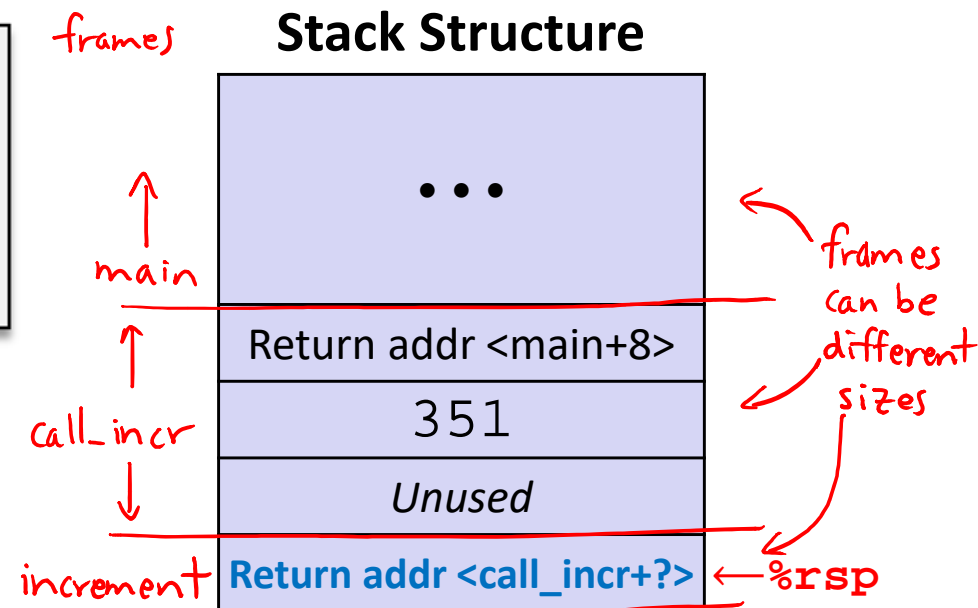 frames
Stack Structure
• • •
main
Return addr <main+8>
351
call_incr
Unused
increment
Return addr <call_incr+?>
←%rsp
frames
can be
different
sizes